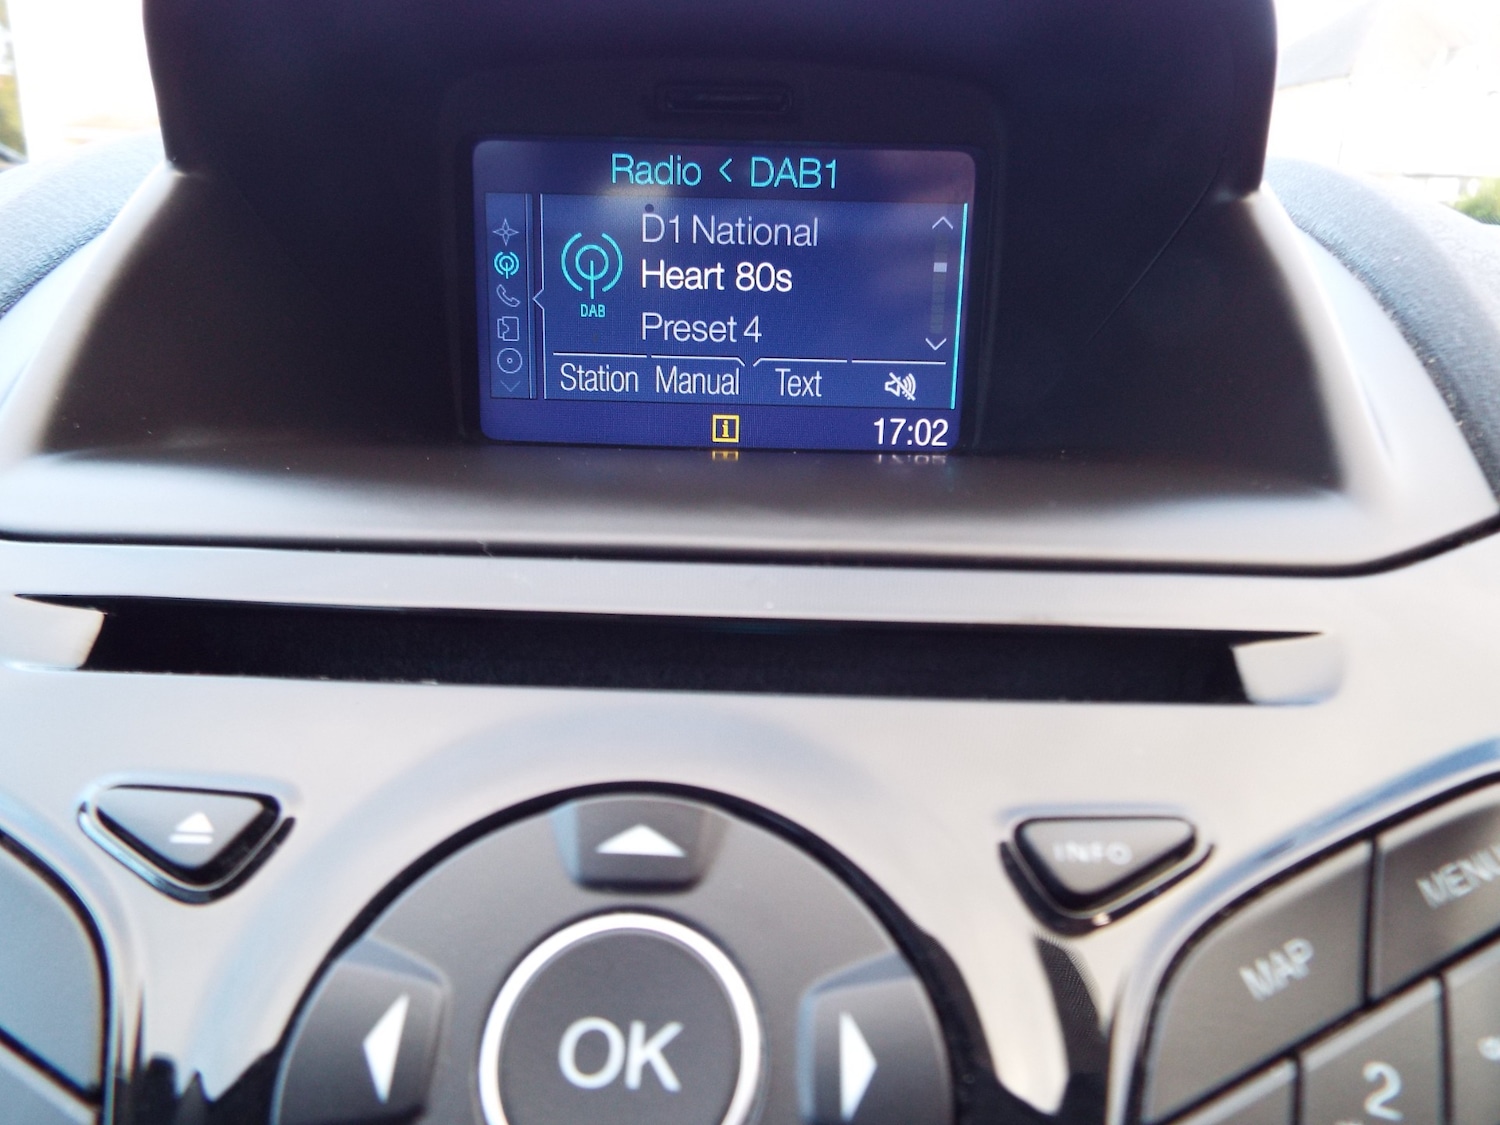 Radio < DAB1
D1 National
Heart 80s
DAB
Preset 4
Station Manual Text
i 17:02
INFO
MENU
MAP
OK
2